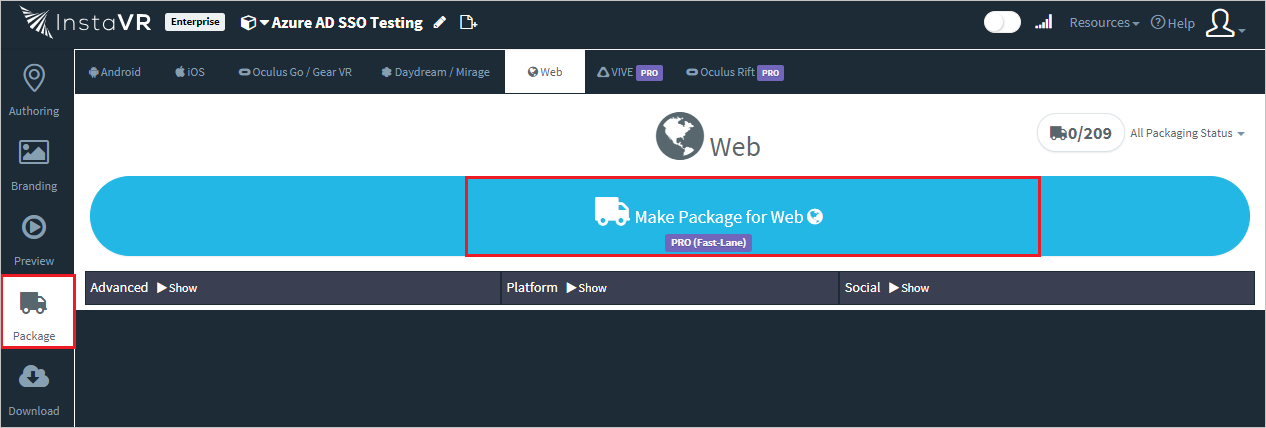 InstaVR Enterprise Azure AD SSO Testing Resources Help
Android iOS Oculus Go / Gear VR Daydream / Mirage Web VIVE PRO Oculus Rift PRO
Authoring
Branding
Preview
Package
Download
Web
0/209 All Packaging Status
Make Package for Web
PRO (Fast-Lane)
Advanced Show Platform Show Social Show